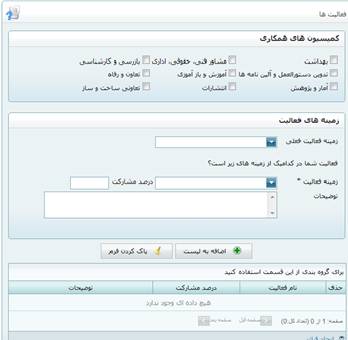 فعالیت ها
کمیسیون های همکاری
بهداشت مشاور فنی، حقوقی، اداری بازرسی و کارشناسی
تدوین دستورالعمل و آئین نامه ها آموزش و باز آموزی تعاون و رفاه
آمار و پژوهش انتشارات تعاونی ساخت و ساز
زمینه های فعالیت
زمینه فعالیت فعلی
فعالیت شما در کدامیک از زمینه های زیر است؟
زمینه فعالیت * درصد مشارکت
توضیحات
اضافه به لیست پاک کردن فرم
برای گروه بندی از این قسمت استفاده کنید
حذف نام فعالیت درصد مشارکت توضیحات
هیچ داده ای وجود ندارد
صفحه: 1 از 0 (تعداد کل:0) صفحه قبل صفحه بعد